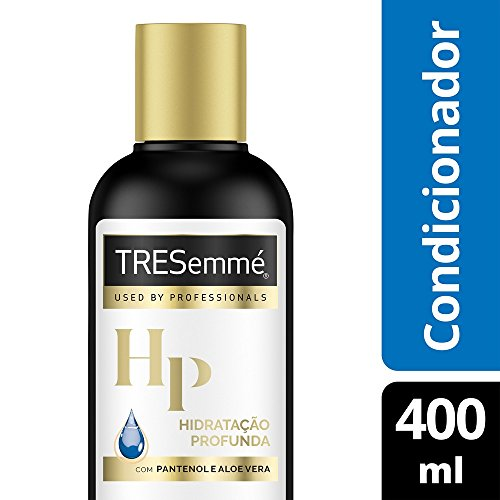 TRESemmé®
USED BY PROFESSIONALS
HP
HIDRATAÇÃO
PROFUNDA
COM PANTENOL E ALOE VERA
Condicionador
400
ml